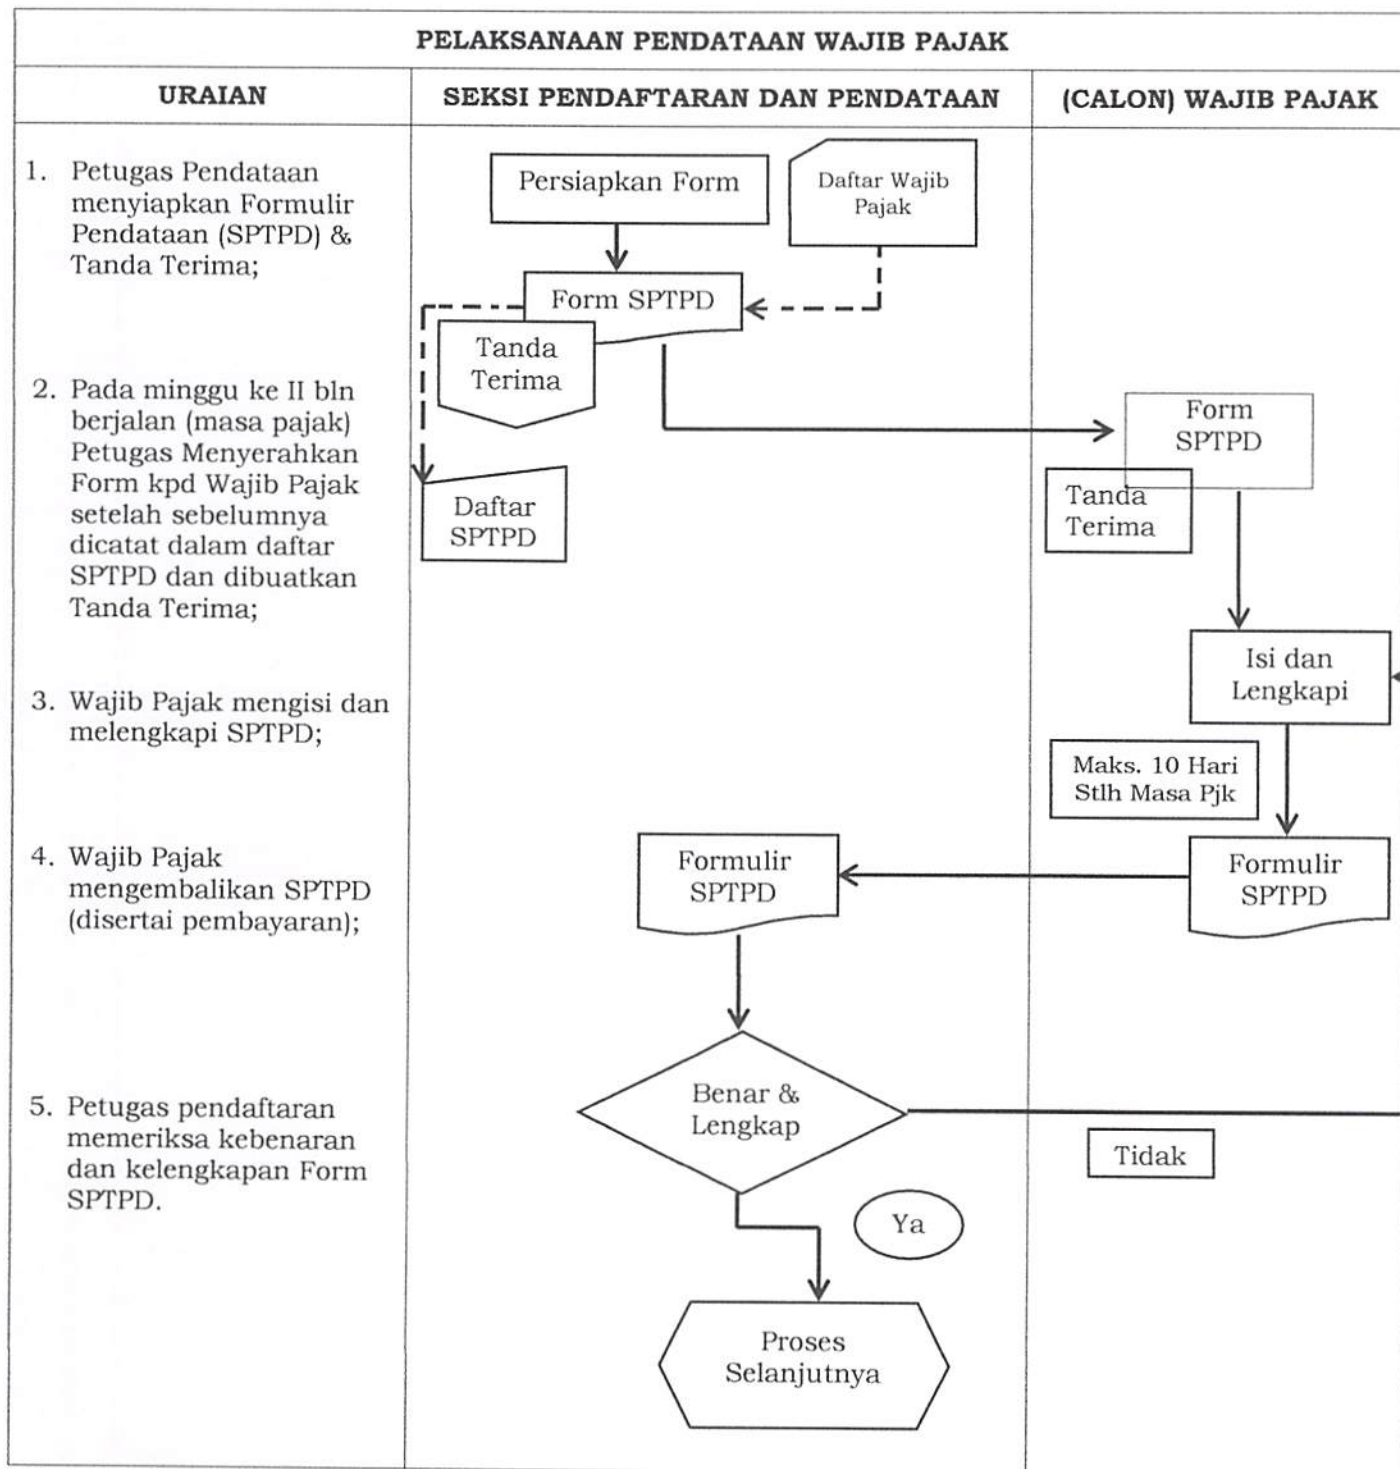 PELAKSANAAN PENDATAAN WAJIB PAJAK
URAIAN
SEKSI PENDAFTARAN DAN PENDATAAN
(CALON) WAJIB PAJAK
1. Petugas Pendataan
menyiapkan Formulir
Pendataan (SPTPD) &
Tanda Terima;
2. Pada minggu ke II bln
berjalan (masa pajak)
Petugas Menyerahkan
Form kpd Wajib Pajak
setelah sebelumnya
dicatat dalam daftar
SPTPD dan dibuatkan
Tanda Terima;
3. Wajib Pajak mengisi dan
melengkapi SPTPD;
4. Wajib Pajak
mengembalikan SPTPD
(disertai pembayaran);
5. Petugas pendaftaran
memeriksa kebenaran
dan kelengkapan Form
SPTPD.
Persiapkan Form
Daftar Wajib
Pajak
Form SPTPD
Tanda
Terima
Daftar
SPTPD
Form
SPTPD
Tanda
Terima
Isi dan
Lengkapi
Maks. 10 Hari
Stlh Masa Pjk
Formulir
SPTPD
Formulir
SPTPD
Benar &
Lengkap
Tidak
Ya
Proses
Selanjutnya